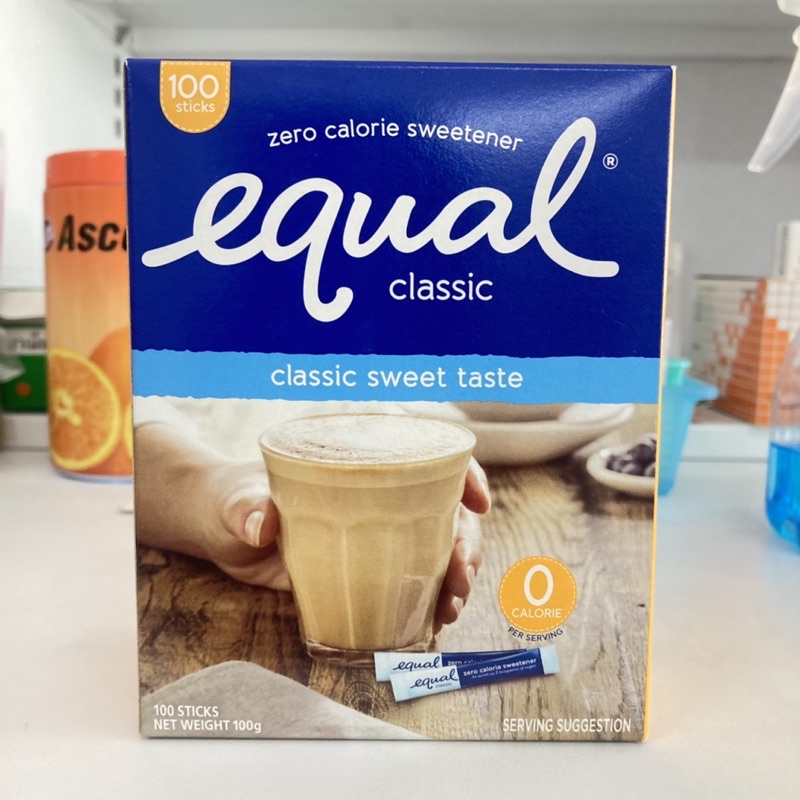 100
sticks
zero calorie sweetener
equal®
classic
classic sweet taste
Asc
0
CALORIE
PER SERVING
equal
equal
classic
zero calorie sweetener
100 STICKS
NET WEIGHT 100g
SERVING SUGGESTION